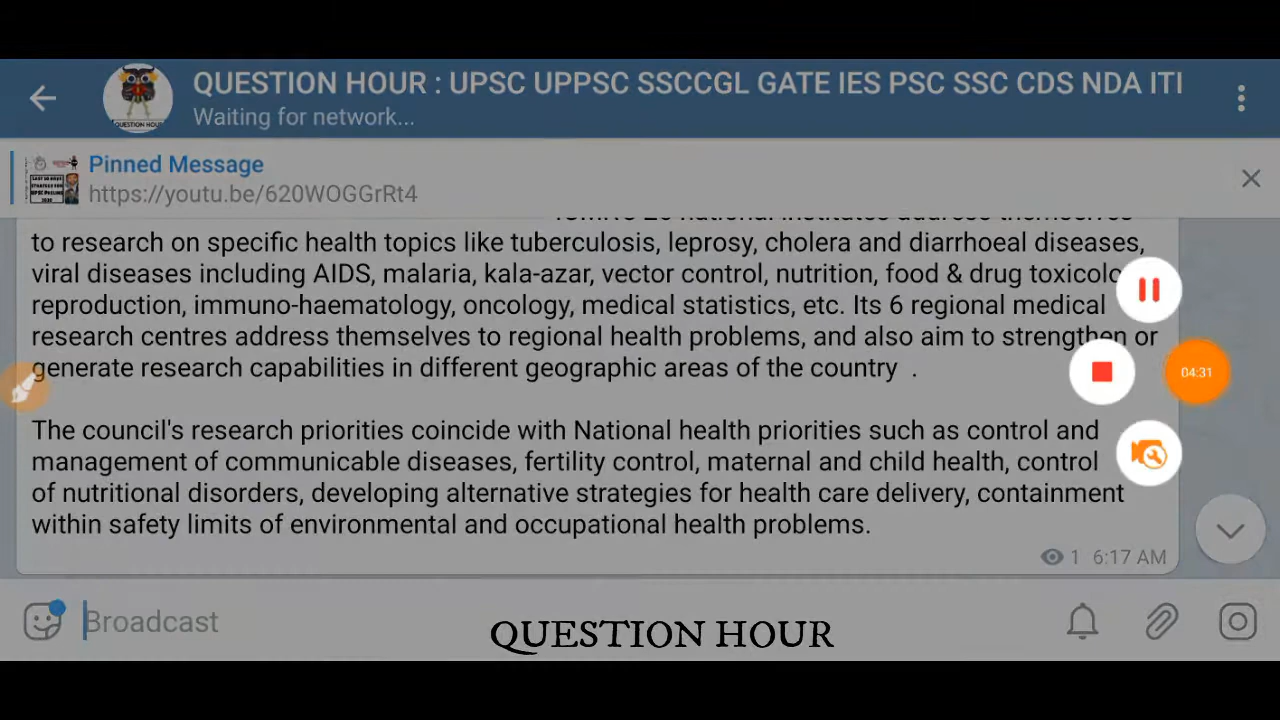 QUESTION HOUR : UPSC UPPSC SSCCGL GATE IES PSC SSC CDS NDA ITI
Waiting for network...
Pinned Message
https://youtu.be/620WOGGrRt4
national institutes address themselves
to research on specific health topics like tuberculosis, leprosy, cholera and diarrhoeal diseases,
viral diseases including AIDS, malaria, kala-azar, vector control, nutrition, food & drug toxicolo
reproduction, immuno-haematology, oncology, medical statistics, etc. Its 6 regional medical
research centres address themselves to regional health problems, and also aim to strengthen or
generate research capabilities in different geographic areas of the country .
04:31
The council's research priorities coincide with National health priorities such as control and
management of communicable diseases, fertility control, maternal and child health, control
of nutritional disorders, developing alternative strategies for health care delivery, containment
within safety limits of environmental and occupational health problems.
1 6:17 AM
Broadcast
QUESTION HOUR